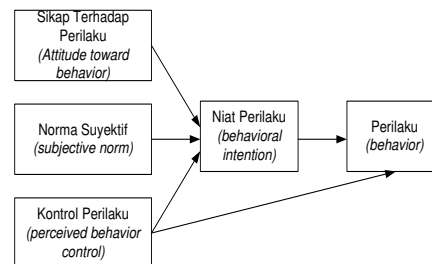 Sikap Terhadap
Perilaku
(Attitude toward
behavior)
Norma Suyektif
(subjective norm)
Kontrol Perilaku
(perceived behavior
control)
Niat Perilaku
(behavioral
intention)
Perilaku
(behavior)